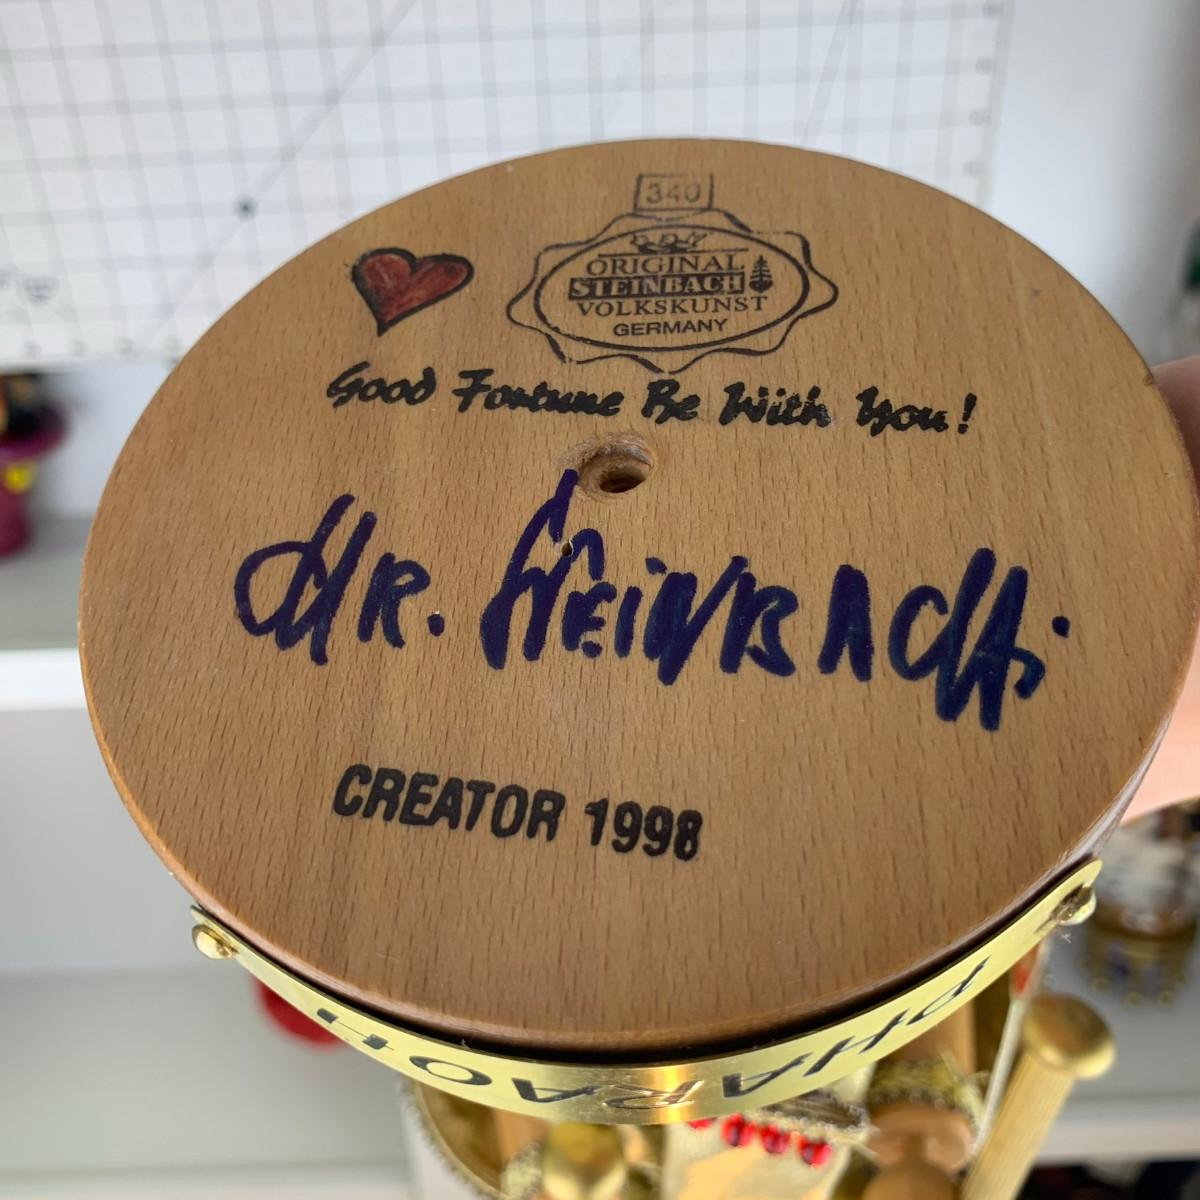 340
ORIGINAL
STEINBACH
VOLKSKUNST
GERMANY
Good Fortune Be With You!
HR. STEINBACH.
CREATOR 1998
PHARAOH